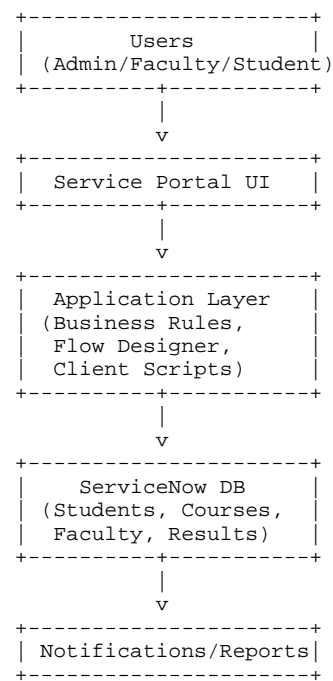 Users
(Admin/Faculty/Student)
v
Service Portal UI
v
Application Layer
(Business Rules,
Flow Designer,
Client Scripts)
v
ServiceNow DB
(Students, Courses,
Faculty, Results)
v
Notifications/Reports